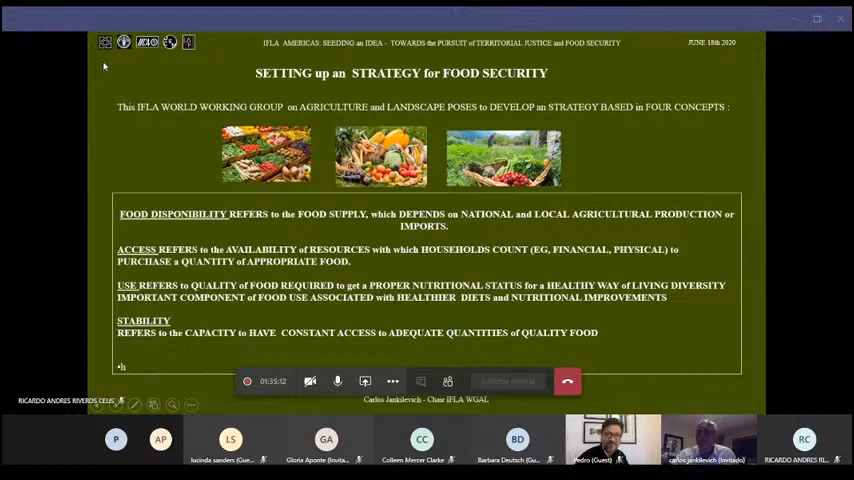 IICA
IFLA AMERICAS: SEEDING an IDEA - TOWARDS the PURSUIT of TERRITORIAL JUSTICE and FOOD SECURITY
JUNE 18th 2020
SETTING up an STRATEGY for FOOD SECURITY
This IFLA WORLD WORKING GROUP on AGRICULTURE and LANDSCAPE POSES to DEVELOP an STRATEGY BASED in FOUR CONCEPTS :
FOOD DISPONIBILITY REFERS to the FOOD SUPPLY, which DEPENDS on NATIONAL and LOCAL AGRICULTURAL PRODUCTION or
IMPORTS.
ACCESS REFERS to the AVAILABILITY of RESOURCES with which HOUSEHOLDS COUNT (EG, FINANCIAL, PHYSICAL) to
PURCHASE a QUANTITY of APPROPRIATE FOOD.
USE REFERS to QUALITY of FOOD REQUIRED to get a PROPER NUTRITIONAL STATUS for a HEALTHY WAY of LIVING DIVERSITY
IMPORTANT COMPONENT of FOOD USE ASSOCIATED with HEALTHIER DIETS and NUTRITIONAL IMPROVEMENTS
STABILITY
REFERS to the CAPACITY to HAVE CONSTANT ACCESS to ADEQUATE QUANTITIES of QUALITY FOOD
•h
01:35:12
Carlos Jankilevich - Chair IFLA WGAL
RICARDO ANDRES RIVEROS CELIS
P
AP
LS
GA
CC
BD
RC
lucinda sanders (Gue...
Gloria Aponte (Invita...
Colleen Mercer Clarke
Barbara Deutsch (Gu...
Pedro (Guest)
carlos jankilevich (Invitado)
RICARDO ANDRES RI...